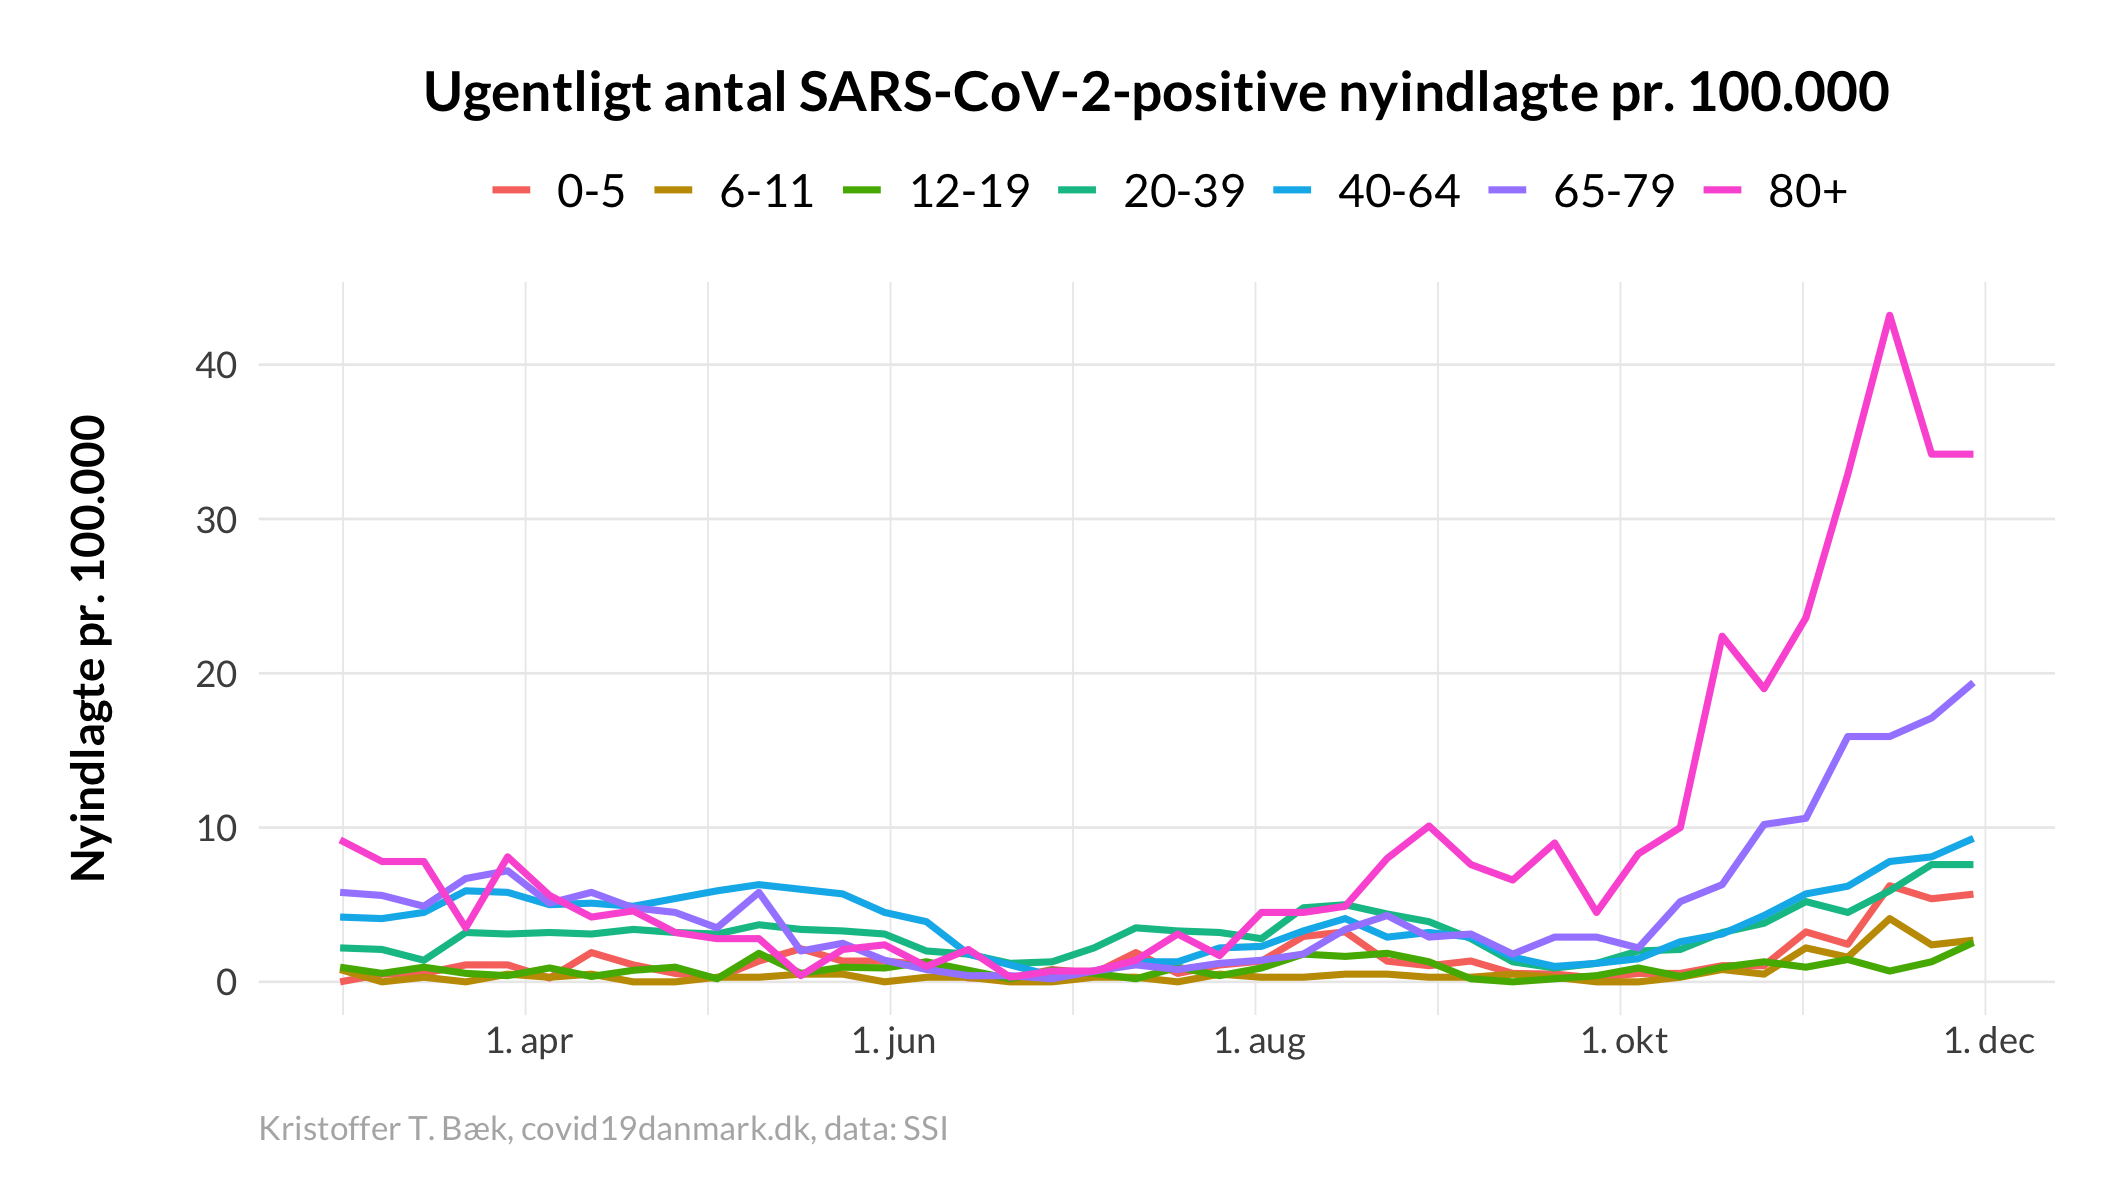 Ugentligt antal SARS-CoV-2-positive nyindlagte pr. 100.000
0-5 6-11 12-19 20-39 40-64 65-79 80+
Nyindlagte pr. 100.000
40
30
20
10
0
1. apr 1. jun 1. aug 1. okt 1. dec
Kristoffer T. Bæk, covid19danmark.dk, data: SSI